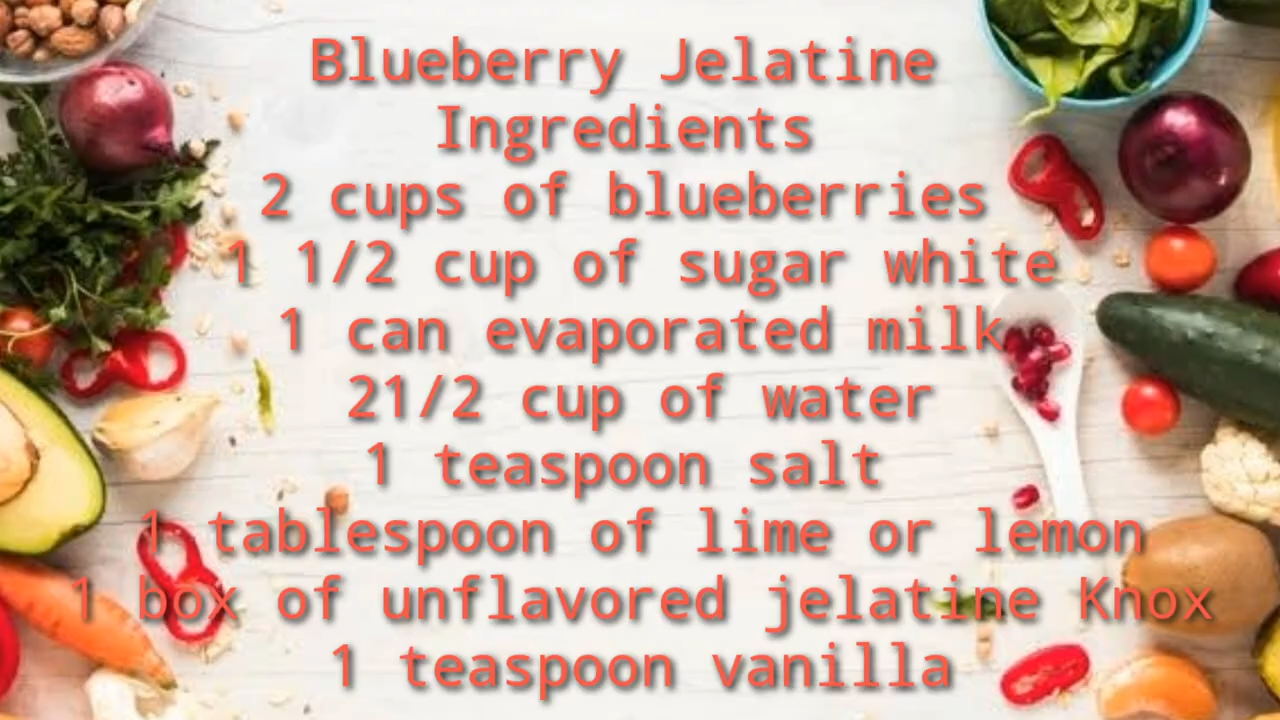 Blueberry Jelatine
Ingredients
2 cups of blueberries
1 1/2 cup of sugar white
1 can evaporated milk
21/2 cup of water
1 teaspoon salt
1 tablespoon of lime or lemon
1 box of unflavored jelatine Knox
1 teaspoon vanilla